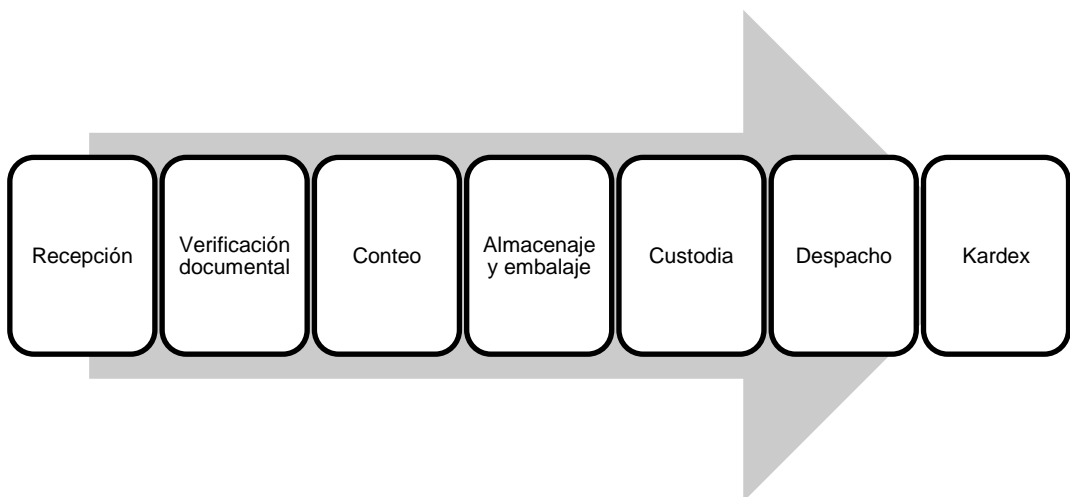 Recepción
Verificación
documental
Conteo
Almacenaje
y embalaje
Custodia
Despacho
Kardex